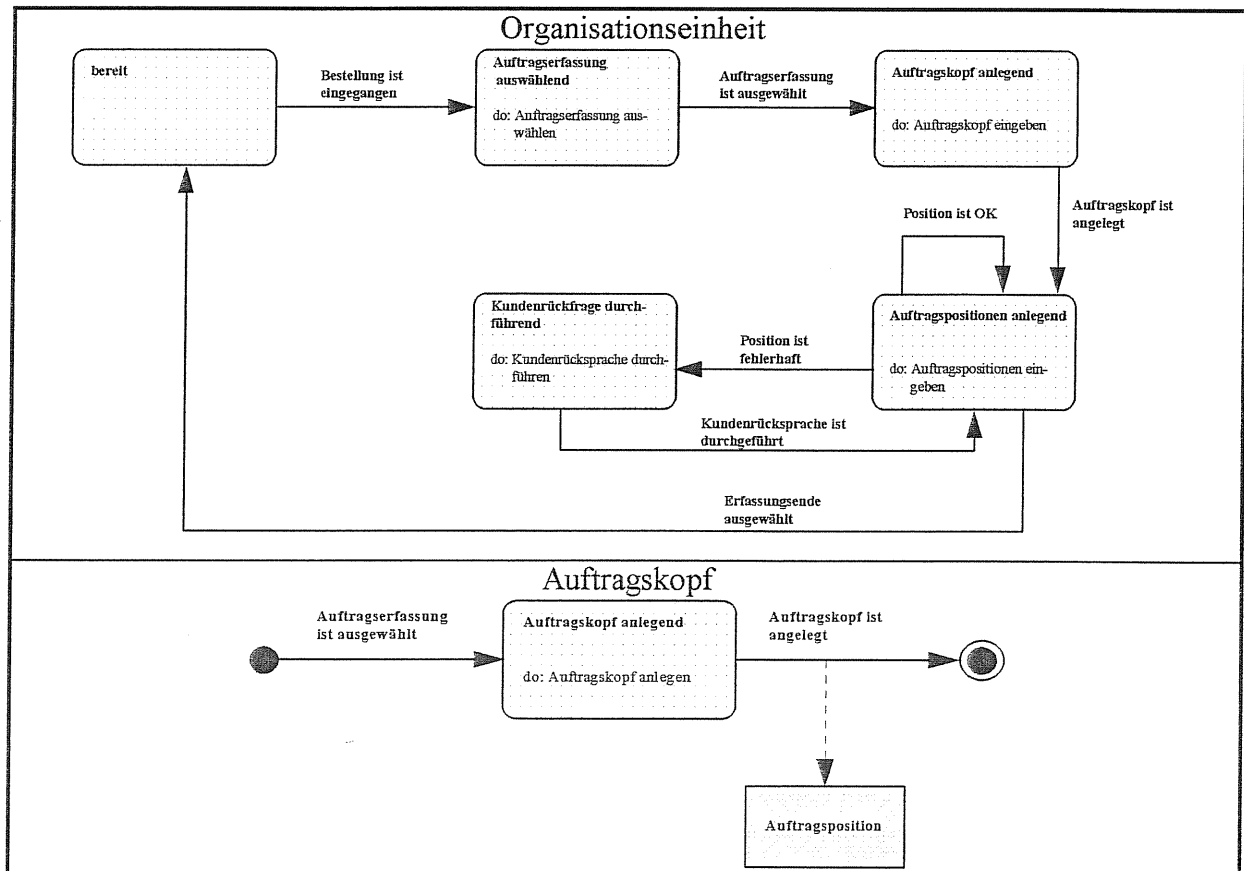 Organisationseinheit
bereit
Bestellung ist
eingegangen
Auftragserfassung
auswählend
do: Auftragserfassung aus-
wählen
Auftragserfassung
ist ausgewählt
Auftragskopf anlegend
do: Auftragskopf eingeben
Auftragskopf ist
angelegt
Position ist OK
Auftragspositionen anlegend
do: Auftragspositionen ein-
geben
Position ist
fehlerhaft
Kundenrückfrage durch-
führend
do: Kundenrücksprache durch-
führen
Kundenrücksprache ist
durchgeführt
Erfassungsende
ausgewählt
Auftragskopf
Auftragserfassung
ist ausgewählt
Auftragskopf anlegend
do: Auftragskopf anlegen
Auftragskopf ist
angelegt
Auftragsposition